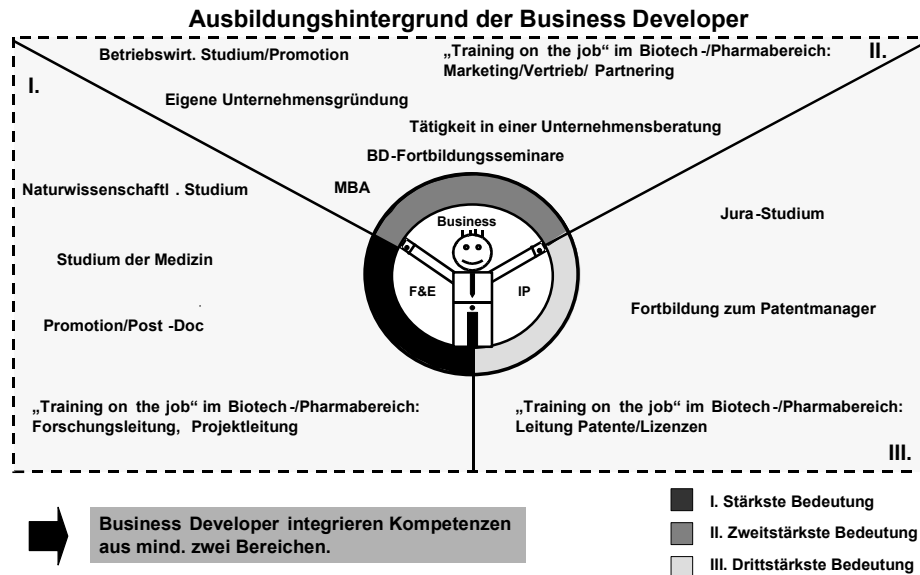 Ausbildungshintergrund der Business Developer
Betriebswirt. Studium/Promotion
„Training on the job“ im Biotech-/Pharmabereich:
Marketing/Vertrieb/ Partnering
II.
I.
Eigene Unternehmensgründung
Tätigkeit in einer Unternehmensberatung
BD-Fortbildungsseminare
MBA
Naturwissenschaftl . Studium
Business
Jura-Studium
Studium der Medizin
F&E
IP
Promotion/Post -Doc
Fortbildung zum Patentmanager
„Training on the job“ im Biotech-/Pharmabereich:
Forschungsleitung, Projektleitung
„Training on the job“ im Biotech-/Pharmabereich:
Leitung Patente/Lizenzen
III.
Business Developer integrieren Kompetenzen
aus mind. zwei Bereichen.
I. Stärkste Bedeutung
II. Zweitstärkste Bedeutung
III. Drittstärkste Bedeutung